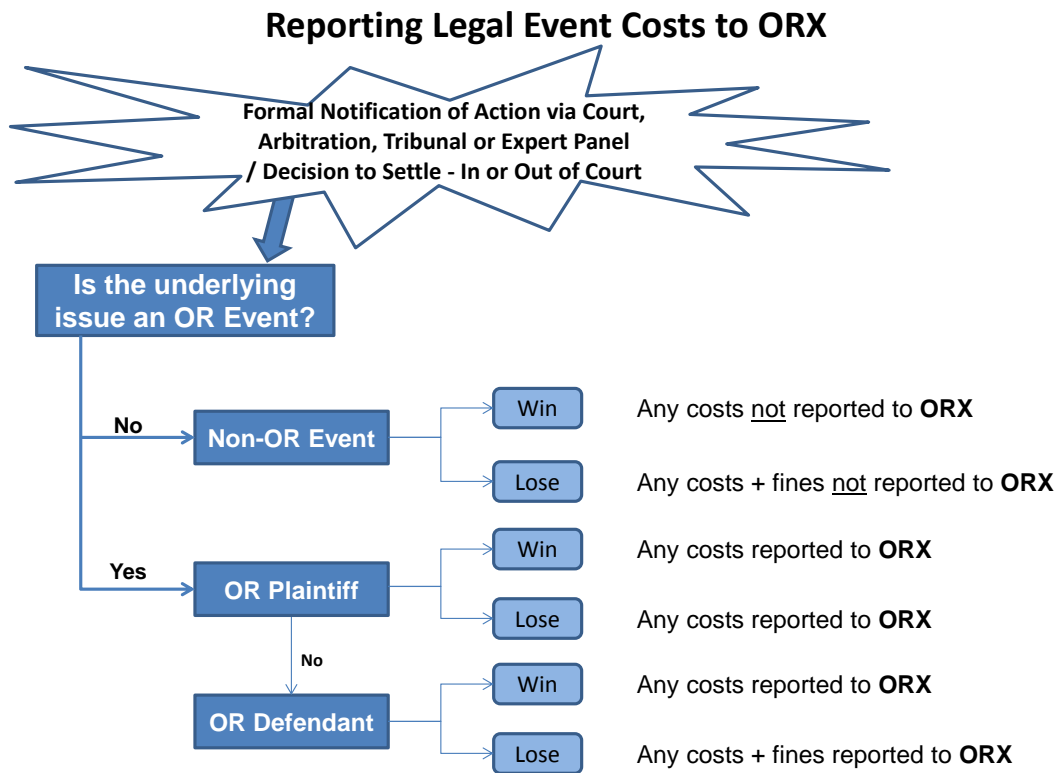 Reporting Legal Event Costs to ORX
Formal Notification of Action via Court,
Arbitration, Tribunal or Expert Panel
/ Decision to Settle - In or Out of Court
Is the underlying
issue an OR Event?
No
Non-OR Event
Win
Any costs not reported to ORX
Lose
Any costs + fines not reported to ORX
Yes
OR Plaintiff
Win
Any costs reported to ORX
Lose
Any costs reported to ORX
No
OR Defendant
Win
Any costs reported to ORX
Lose
Any costs + fines reported to ORX